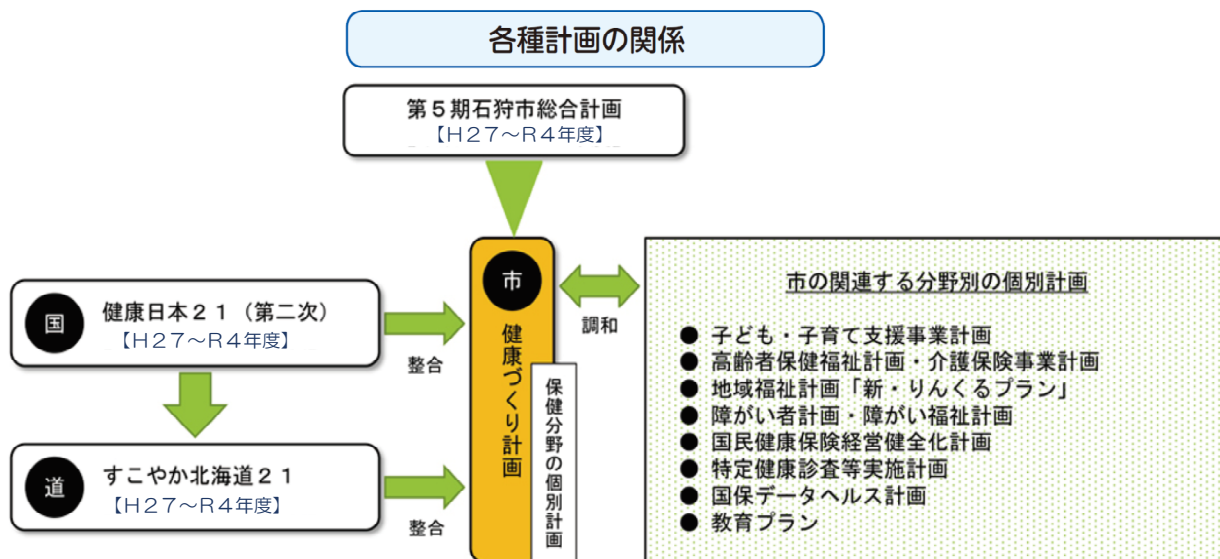 各種計画の関係
第5期石狩市総合計画
【H27~R4年度】
国
健康日本21(第二次)
【H27~R4年度】
整合
道
すこやか北海道21
【H27~R4年度】
整合
市
健康づくり計画
保健分野の個別計画
調和
市の関連する分野別の個別計画
● 子ども・子育て支援事業計画
● 高齢者保健福祉計画・介護保険事業計画
● 地域福祉計画「新・りんくるプラン」
● 障がい者計画・障がい福祉計画
● 国民健康保険経営健全化計画
● 特定健康診査等実施計画
● 国保データヘルス計画
● 教育プラン